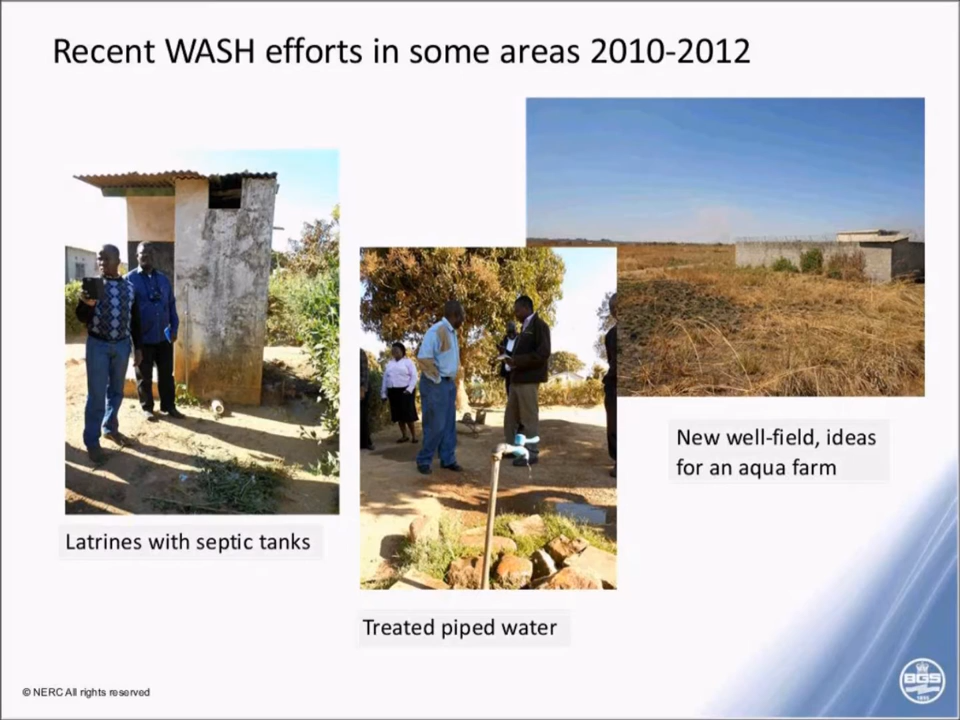 Recent WASH efforts in some areas 2010-2012
Latrines with septic tanks
Treated piped water
New well-field, ideas
for an aqua farm
© NERC All rights reserved
BGS